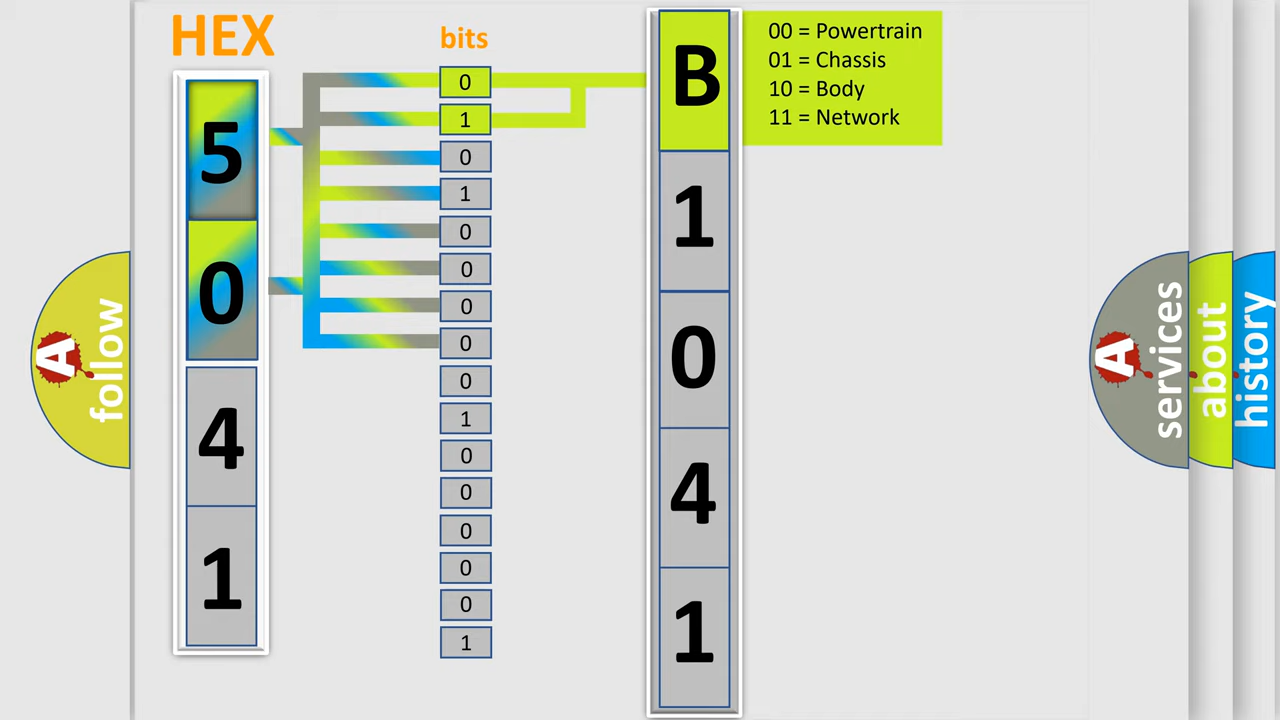 HEX
bits
5
0
4
1
0
1
0
1
0
0
0
0
0
1
0
0
0
0
0
1
B
1
0
4
1
00 = Powertrain
01 = Chassis
10 = Body
11 = Network
A
follow
A
services
about
history